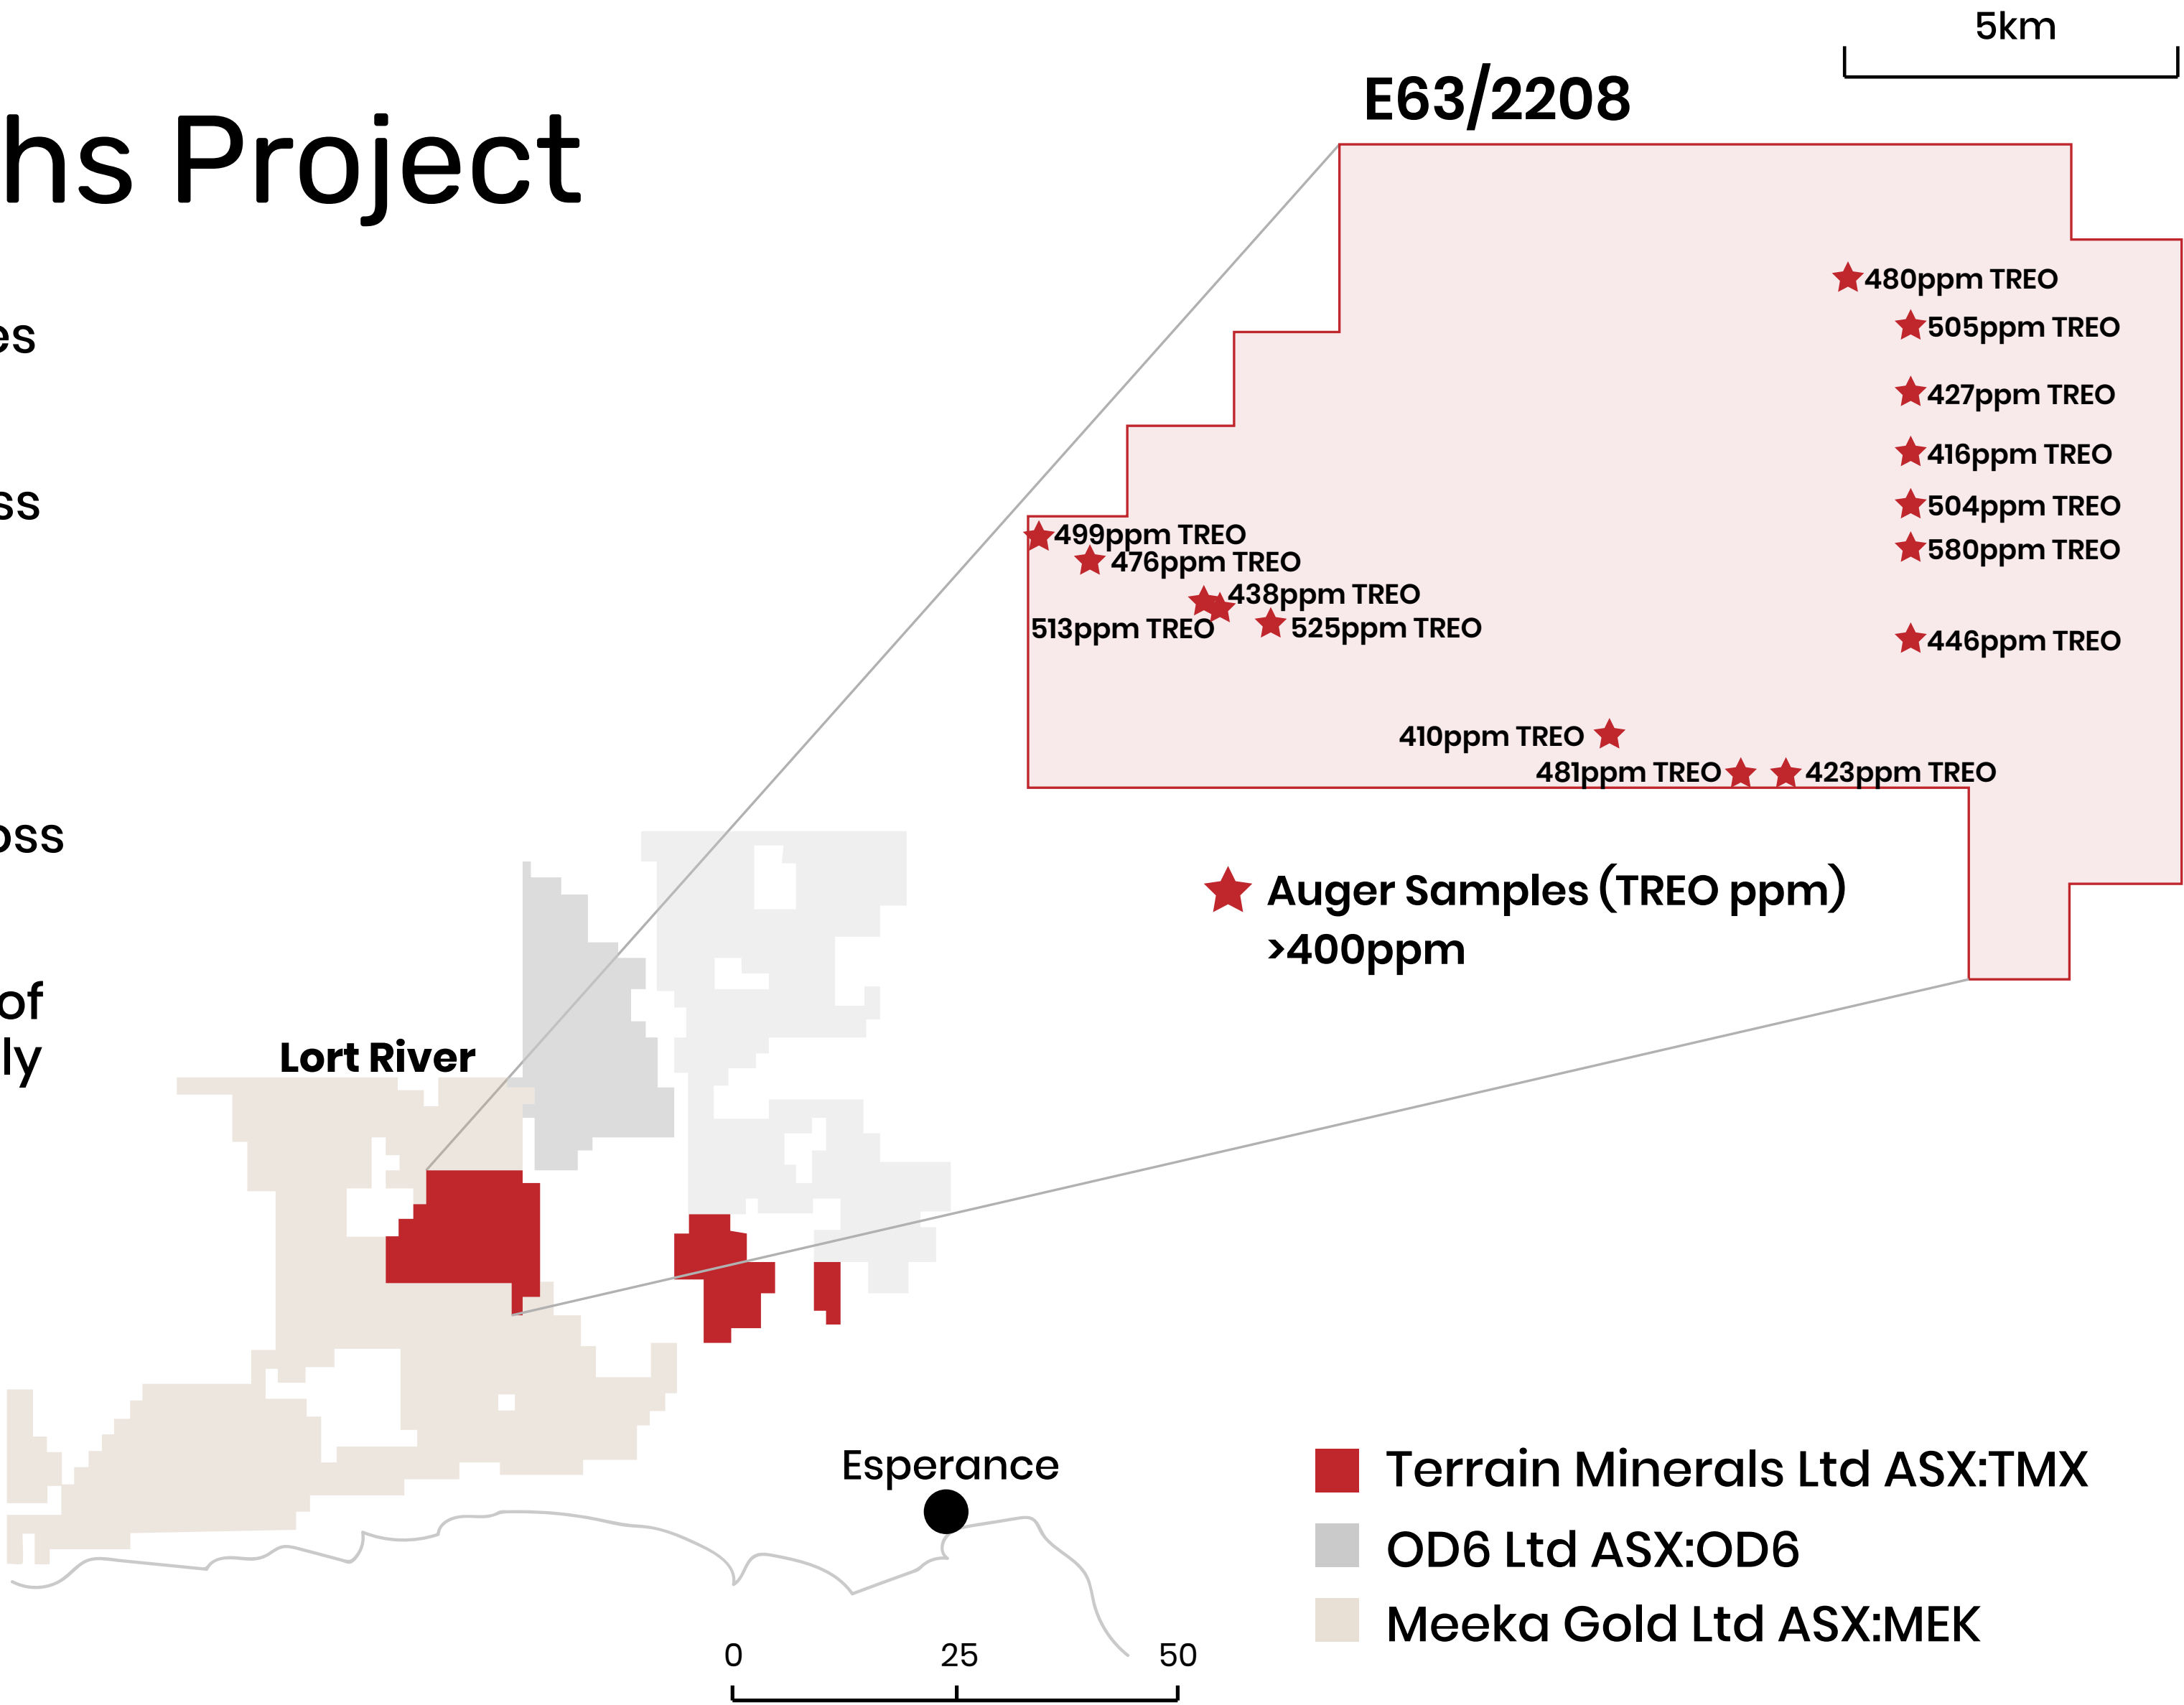 5km
E63/2208
hs Project
480ppm TREO
505ppm TREO
es
427ppm TREO
416ppm TREO
ss
504ppm TREO
499ppm TREO
580ppm TREO
476ppm TREO
438ppm TREO
513ppm TREO
525ppm TREO
446ppm TREO
410ppm TREO
481ppm TREO
423ppm TREO
oss
Auger Samples (TREO ppm)
>400ppm
of
ly
Lort River
Esperance
Terrain Minerals Ltd ASX:TMX
OD6 Ltd ASX:OD6
Meeka Gold Ltd ASX:MEK
0 25 50